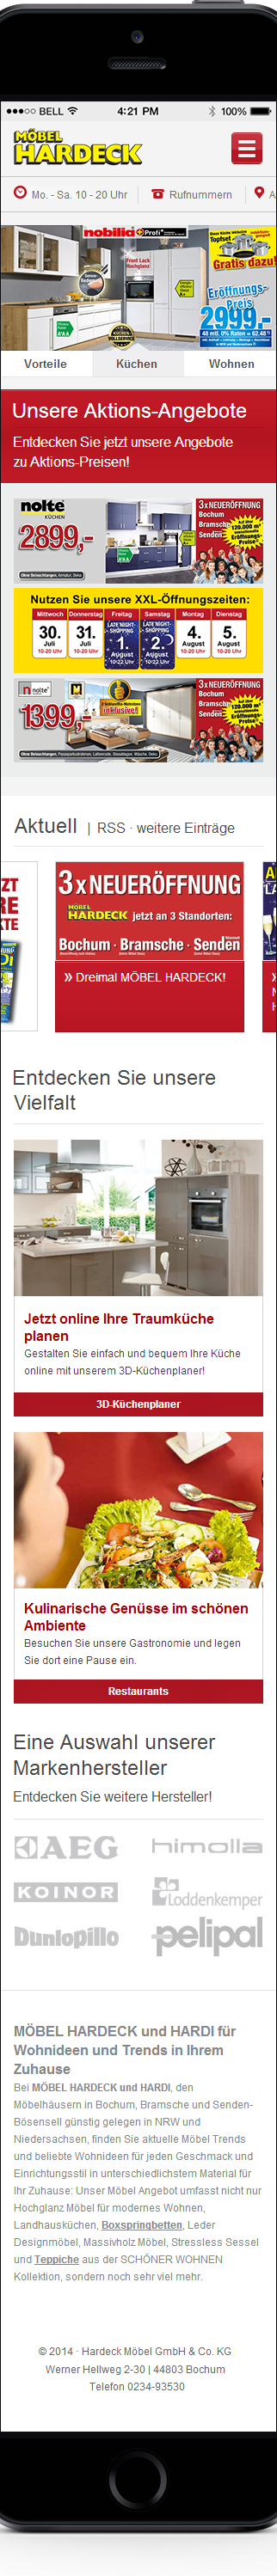 BELL 4:21 PM 100%
MÖBEL
HARDECK
Mo. - Sa. 10 - 20 Uhr Rufnummern A
nobilia Profi+
Front Lack
Hochglanz
Gratis dazu!
Eröffnungs-
Preis
2999,-
Vorteile Küchen Wohnen
Unsere Aktions-Angebote
Entdecken Sie jetzt unsere Angebote
zu Aktions-Preisen!
nolte
KÜCHEN
2899,-
3x NEUERÖFFNUNG
Bochum
Bramsche
Senden
Nutzen Sie unsere XXL-Öffnungszeiten:
Mittwoch Donnerstag Freitag Samstag Montag Dienstag
30. 31. LATE NIGHT SHOPPING 1. LATE NIGHT SHOPPING 2. 4. 5.
Juli Juli August August August August
10-20 Uhr 10-20 Uhr 10-22 Uhr 10-22 Uhr 10-20 Uhr 10-20 Uhr
nolte
1399,-
inklusive!
3x NEUERÖFFNUNG
Bochum
Bramsche
Senden
Aktuell | RSS · weitere Einträge
3x NEUERÖFFNUNG
MÖBEL HARDECK jetzt an 3 Standorten:
Bochum · Bramsche · Senden
» Dreimal MÖBEL HARDECK!
Entdecken Sie unsere
Vielfalt
Jetzt online Ihre Traumküche
planen
Gestalten Sie einfach und bequem Ihre Küche
online mit unserem 3D-Küchenplaner!
3D-Küchenplaner
Kulinarische Genüsse im schönen
Ambiente
Besuchen Sie unsere Gastronomie und legen
Sie dort eine Pause ein.
Restaurants
Eine Auswahl unserer
Markenhersteller
Entdecken Sie weitere Hersteller!
AEG himolla
KOINOR Loddenkemper
Dunlopillo pelipal
MÖBEL HARDECK und HARDI für
Wohnideen und Trends in Ihrem
Zuhause
Bei MÖBEL HARDECK und HARDI, den
Möbelhäusern in Bochum, Bramsche und Senden-
Bösensell günstig gelegen in NRW und
Niedersachsen, finden Sie aktuelle Möbel Trends
und beliebte Wohnideen für jeden Geschmack und
Einrichtungsstil in unterschiedlichstem Material für
Ihr Zuhause: Unser Möbel Angebot umfasst nicht nur
Hochglanz Möbel für modernes Wohnen,
Landhausküchen, Boxspringbetten, Leder
Designmöbel, Massivholz Möbel, Stressless Sessel
und Teppiche aus der SCHÖNER WOHNEN
Kollektion, sondern noch sehr viel mehr.
© 2014 · Hardeck Möbel GmbH & Co. KG
Werner Hellweg 2-30 | 44803 Bochum
Telefon 0234-93530